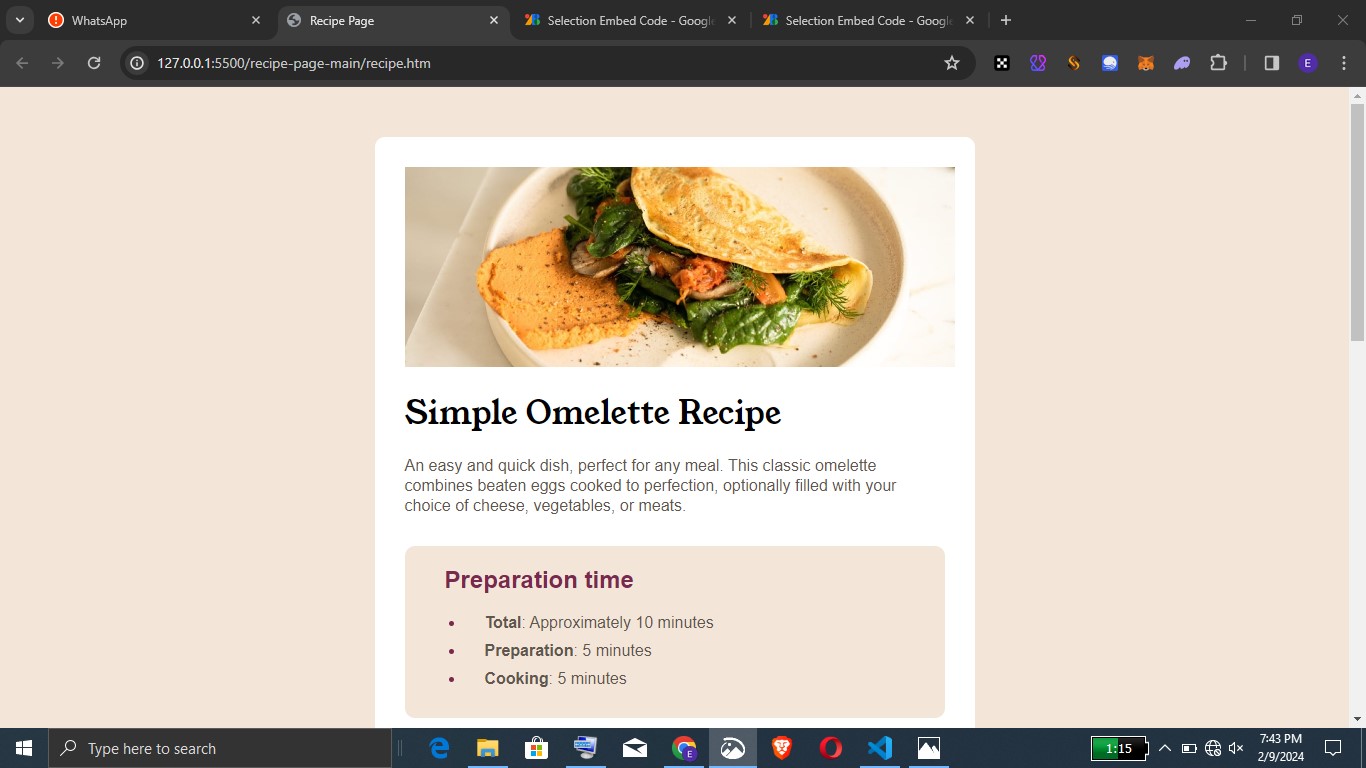 WhatsApp
Recipe Page
Selection Embed Code - Googl
Selection Embed Code - Googl
127.0.0.1:5500/recipe-page-main/recipe.htm
E
Simple Omelette Recipe
An easy and quick dish, perfect for any meal. This classic omelette
combines beaten eggs cooked to perfection, optionally filled with your
choice of cheese, vegetables, or meats.
Preparation time
Total: Approximately 10 minutes
Preparation: 5 minutes
Cooking: 5 minutes
Type here to search
E
1:15
7:43 PM
2/9/2024